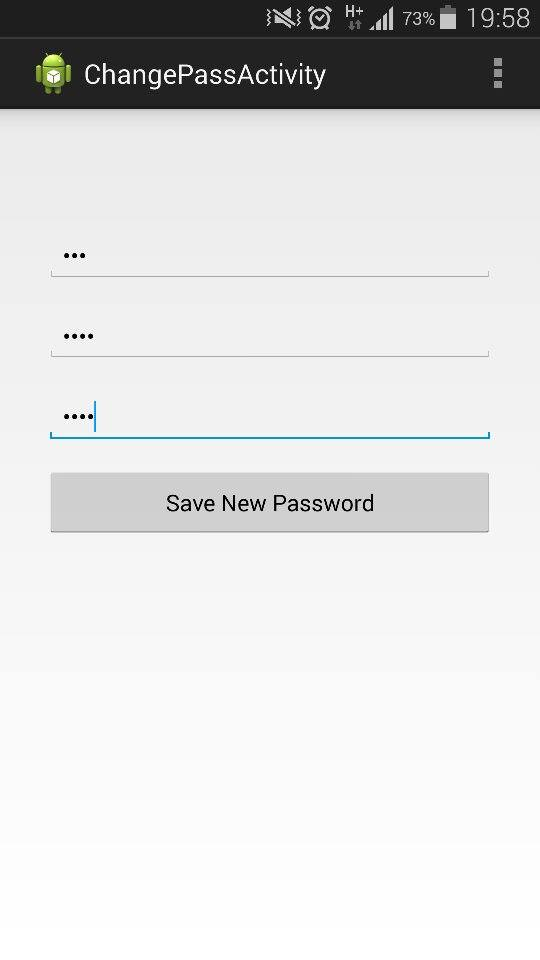 H+ 73% 19:58
ChangePassActivity
•••
••••
••••
Save New Password